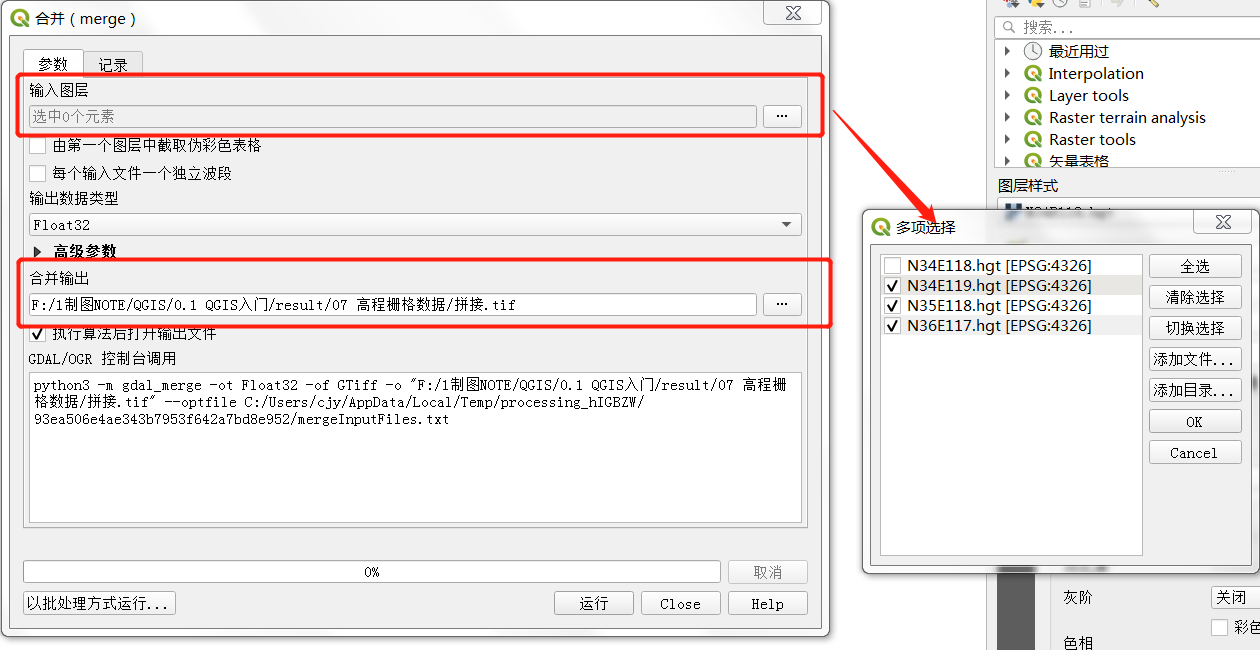 合并（merge）
参数
记录
输入图层
选中0个元素
...
由第一个图层中截取伪彩色表格
每个输入文件一个独立波段
输出数据类型
Float32
高级参数
合并输出
F:/1制图NOTE/QGIS/0.1 QGIS入门/result/07 高程栅格数据/拼接.tif
...
执行算法后打开输出文件
GDAL/OGR 控制台调用
python3 -m gdal_merge -ot Float32 -of GTiff -o "F:/1制图NOTE/QGIS/0.1 QGIS入门/result/07 高程栅
格数据/拼接.tif" --optfile C:/Users/cjy/AppData/Local/Temp/processing_hIGBZW/
93ea506e4ae343b7953f642a7bd8e952/mergeInputFiles.txt
0%
取消
以批处理方式运行...
运行
Close
Help
搜索...
最近用过
Interpolation
Layer tools
Raster terrain analysis
Raster tools
矢量表格
图层样式
多项选择
N34E118.hgt [EPSG:4326]
N34E119.hgt [EPSG:4326]
N35E118.hgt [EPSG:4326]
N36E117.hgt [EPSG:4326]
全选
清除选择
切换选择
添加文件...
添加目录...
OK
Cancel
灰阶
关闭
彩色
色相